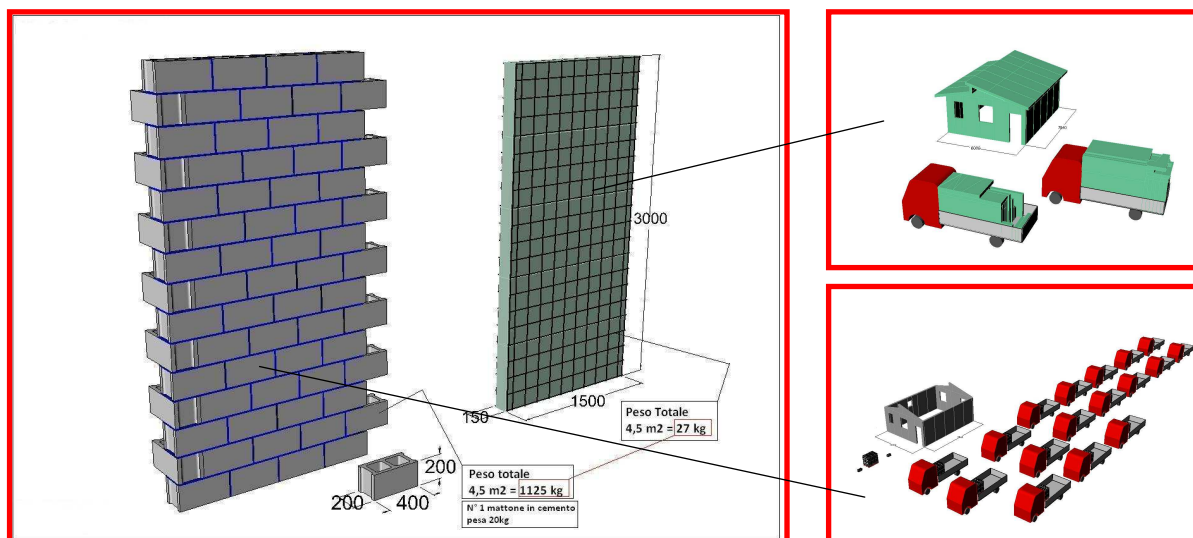 3000
1500
150
Peso Totale
4,5 m2 = 27 kg
200
200
400
Peso totale
4,5 m2 = 1125 kg
N° 1 mattone in cemento
pesa 20kg